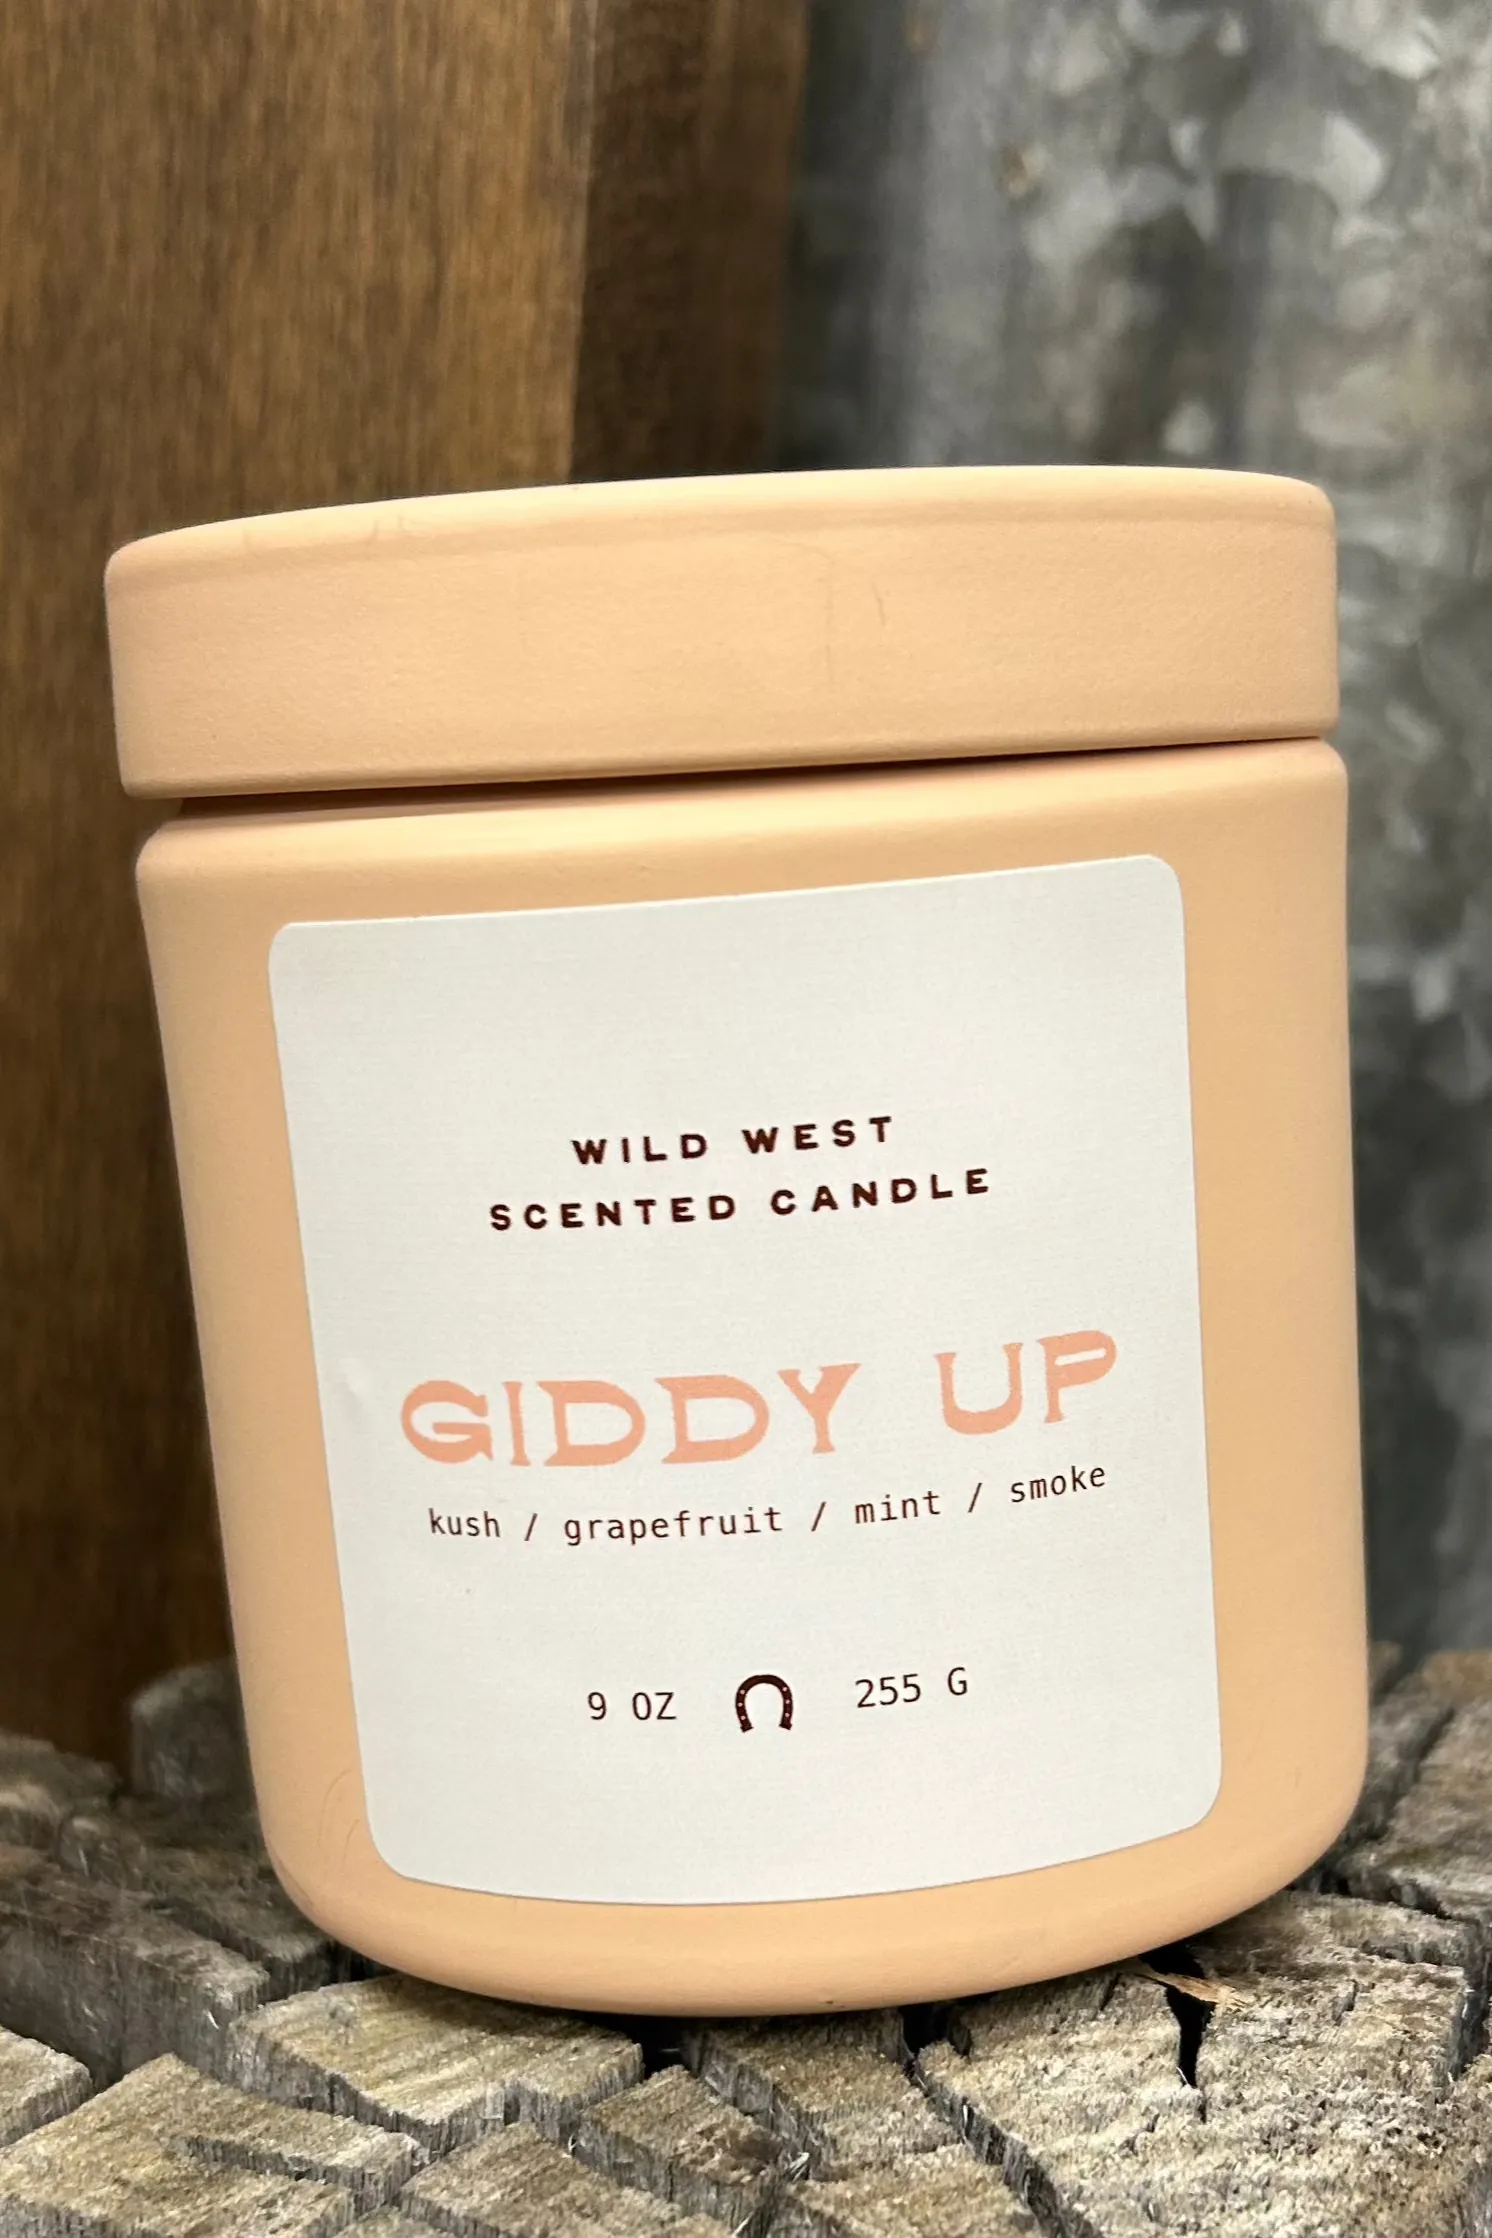 WILD WEST
SCENTED CANDLE
GIDDY UP
kush / grapefruit / mint / smoke
9 OZ 255 G